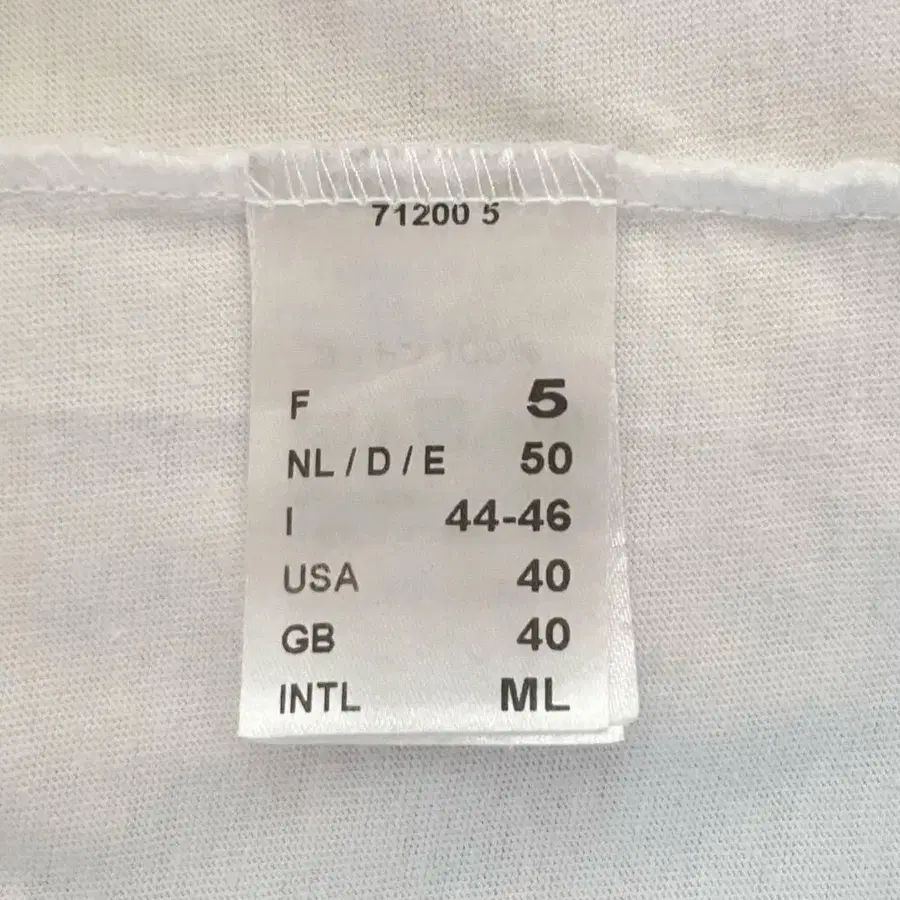 71200 5
F 5
NL / D / E 50
I 44-46
USA 40
GB 40
INTL ML